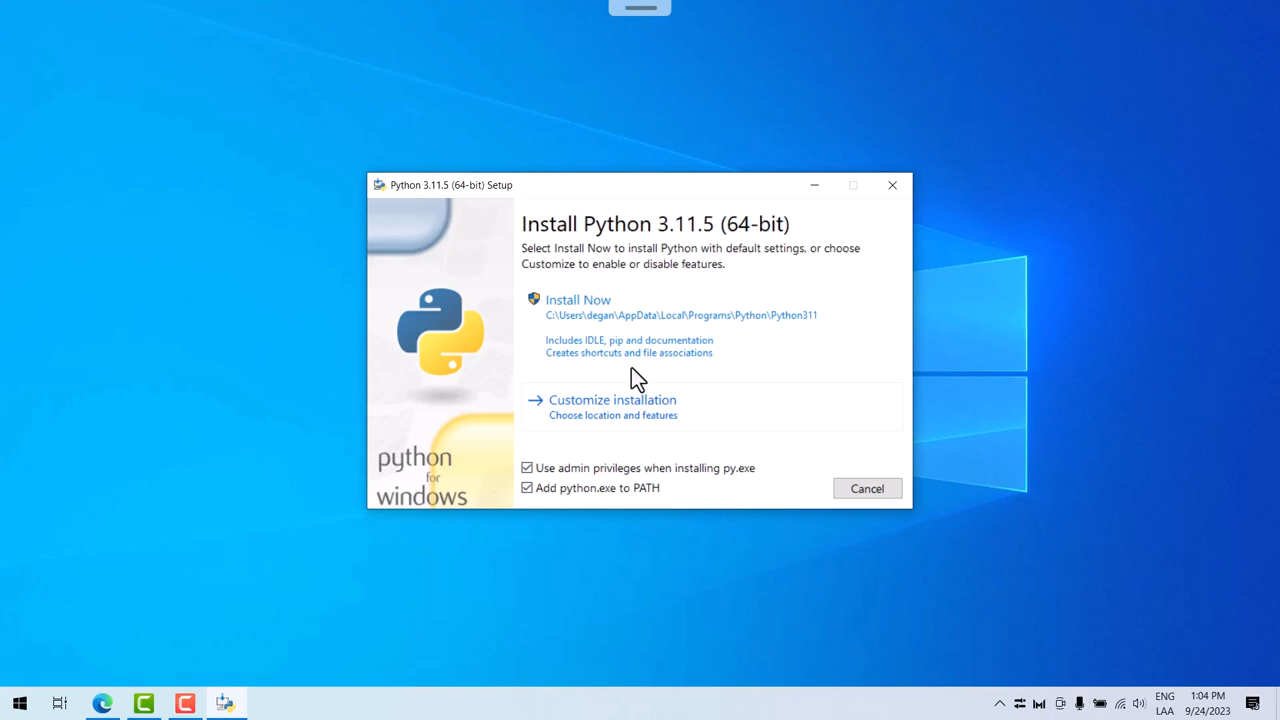 Python 3.11.5 (64-bit) Setup
Install Python 3.11.5 (64-bit)
Select Install Now to install Python with default settings, or choose
Customize to enable or disable features.
Install Now
C:\Users\degan\AppData\Local\Programs\Python\Python311
Includes IDLE, pip and documentation
Creates shortcuts and file associations
Customize installation
Choose location and features
python
for
windows
Use admin privileges when installing py.exe
Add python.exe to PATH
Cancel
ENG
LAA
1:04 PM
9/24/2023